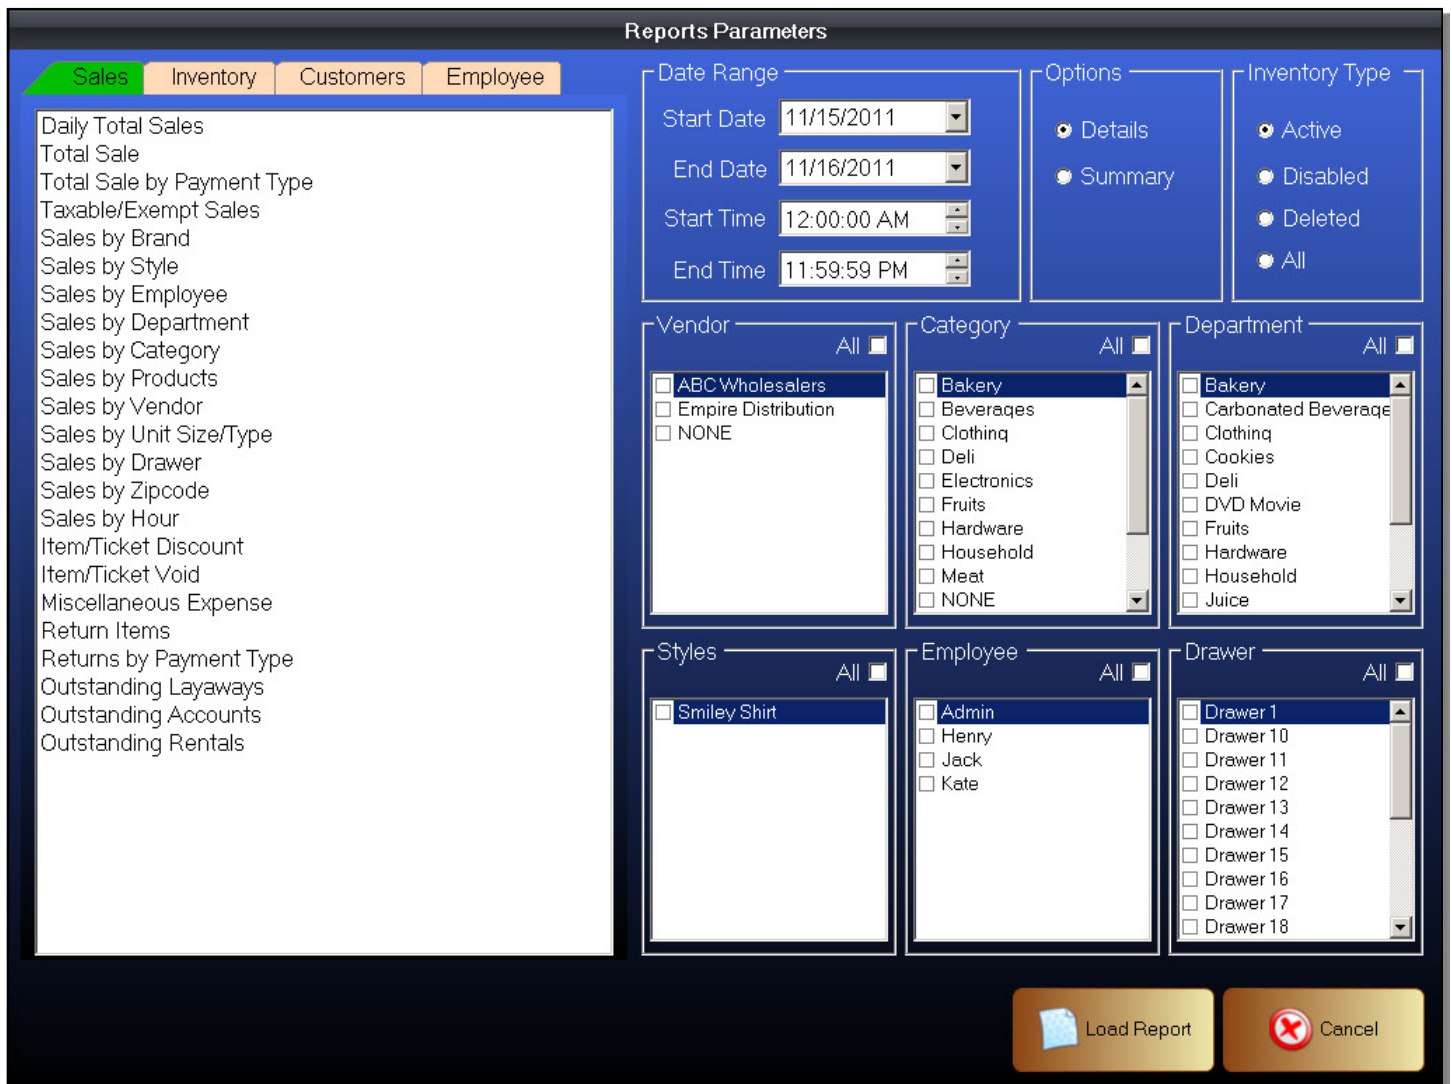 Reports Parameters
Sales
Inventory
Customers
Employee
Daily Total Sales
Total Sale
Total Sale by Payment Type
Taxable/Exempt Sales
Sales by Brand
Sales by Style
Sales by Employee
Sales by Department
Sales by Category
Sales by Products
Sales by Vendor
Sales by Unit Size/Type
Sales by Drawer
Sales by Zipcode
Sales by Hour
Item/Ticket Discount
Item/Ticket Void
Miscellaneous Expense
Return Items
Returns by Payment Type
Outstanding Layaways
Outstanding Accounts
Outstanding Rentals
Date Range
Start Date 11/15/2011
End Date 11/16/2011
Start Time 12:00:00 AM
End Time 11:59:59 PM
Options
Details
Summary
Inventory Type
Active
Disabled
Deleted
All
Vendor
All
ABC Wholesalers
Empire Distribution
NONE
Category
All
Bakery
Beverages
Clothing
Deli
Electronics
Fruits
Hardware
Household
Meat
NONE
Department
All
Bakery
Carbonated Beverage
Clothing
Cookies
Deli
DVD Movie
Fruits
Hardware
Household
Juice
Styles
All
Smiley Shirt
Employee
All
Admin
Henry
Jack
Kate
Drawer
All
Drawer 1
Drawer 10
Drawer 11
Drawer 12
Drawer 13
Drawer 14
Drawer 15
Drawer 16
Drawer 17
Drawer 18
Load Report
Cancel